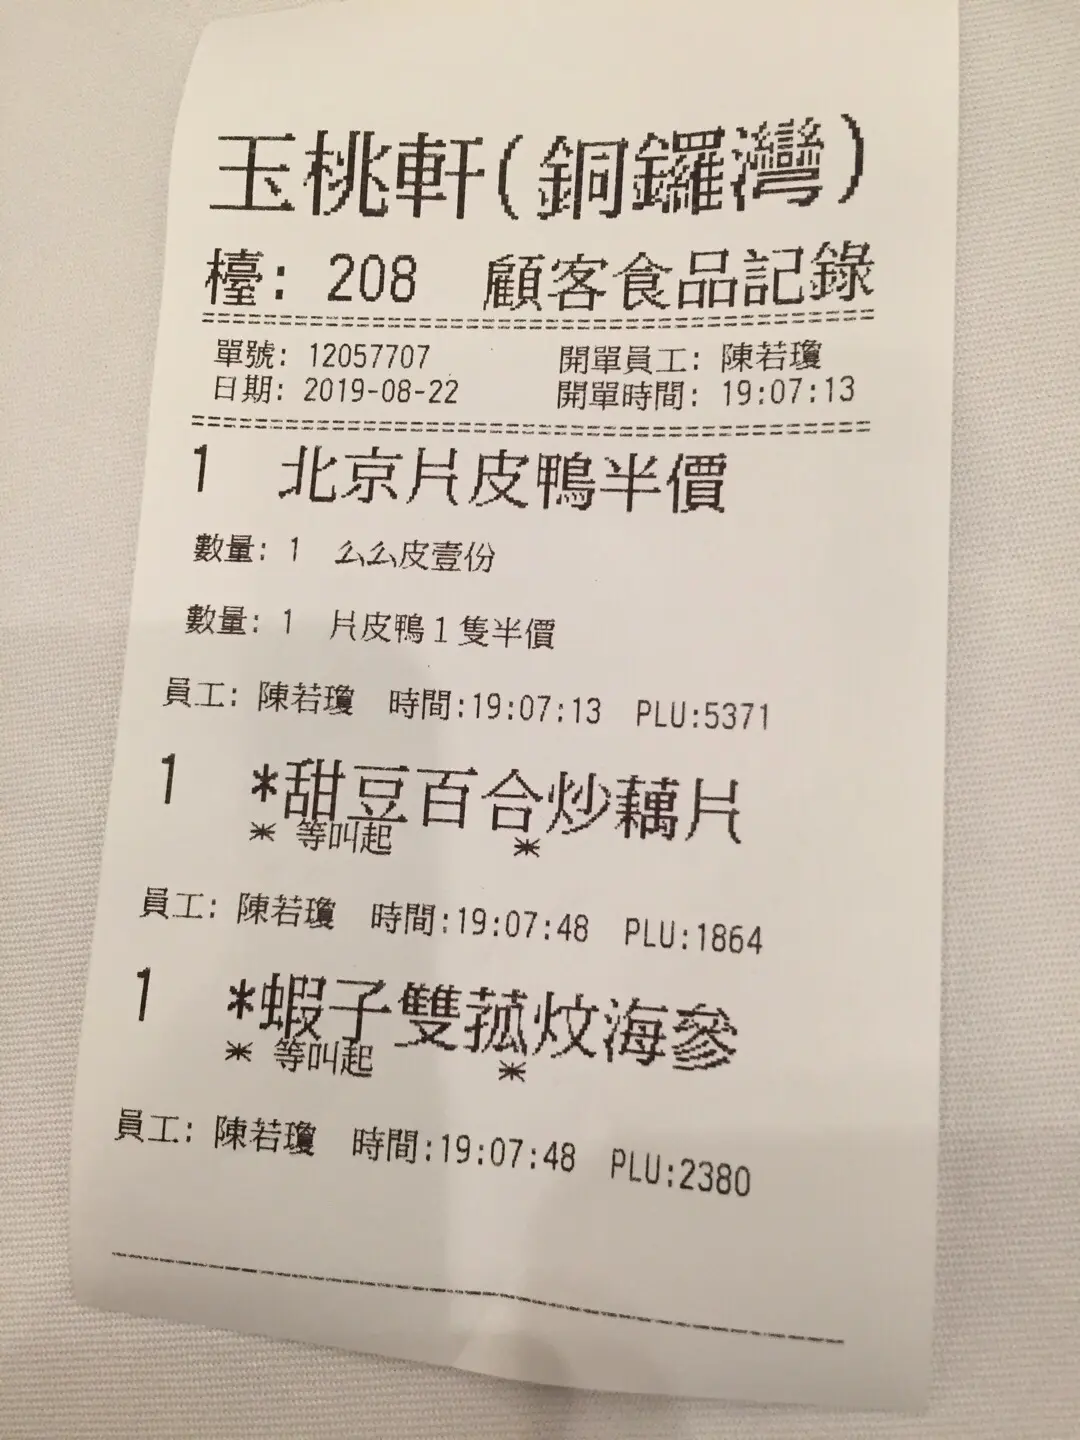 玉桃軒(銅鑼灣)
檯: 208 顧客食品記錄
單號: 12057707 開單員工: 陳若瓊
日期: 2019-08-22 開單時間: 19:07:13
1 北京片皮鴨半價
數量: 1 么么皮壹份
數量: 1 片皮鴨1隻半價
員工: 陳若瓊 時間:19:07:13 PLU:5371
1 *甜豆百合炒藕片
* 等叫起 *
員工: 陳若瓊 時間:19:07:48 PLU:1864
1 *蝦子雙菰炆海參
* 等叫起 *
員工: 陳若瓊 時間:19:07:48 PLU:2380